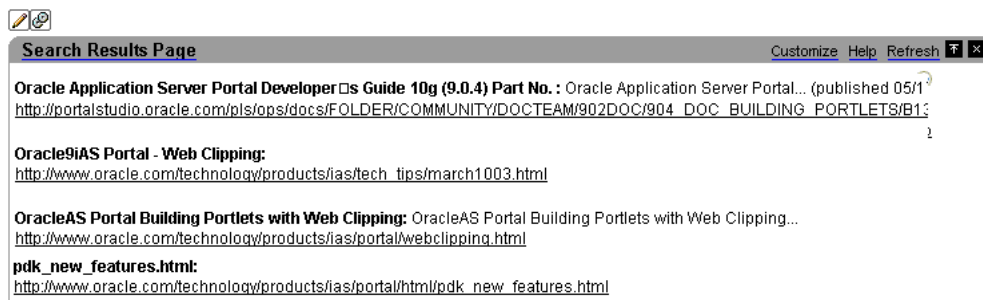 Search Results Page Customize Help Refresh
Oracle Application Server Portal Developer□s Guide 10g (9.0.4) Part No. : Oracle Application Server Portal... (published 05/1
http://portalstudio.oracle.com/pls/ops/docs/FOLDER/COMMUNITY/DOCTEAM/902DOC/904_DOC_BUILDING_PORTLETS/B13
Oracle9iAS Portal - Web Clipping:
http://www.oracle.com/technology/products/ias/tech_tips/march1003.html
OracleAS Portal Building Portlets with Web Clipping: OracleAS Portal Building Portlets with Web Clipping...
http://www.oracle.com/technology/products/ias/portal/webclipping.html
pdk_new_features.html:
http://www.oracle.com/technology/products/ias/portal/html/pdk_new_features.html